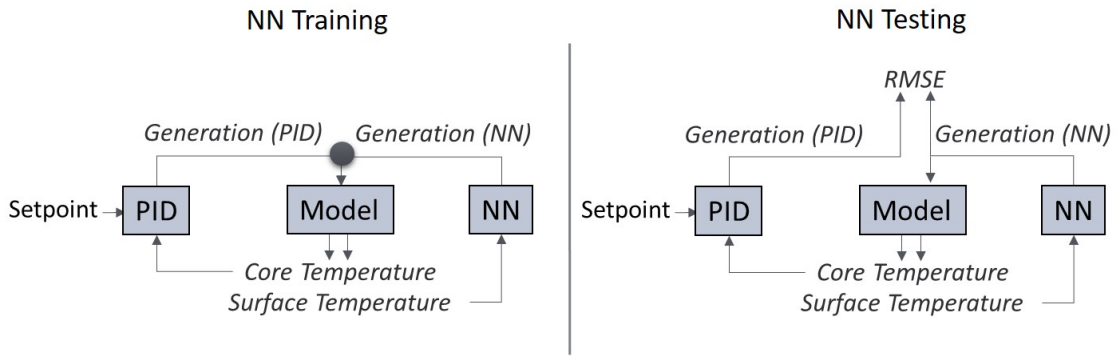 NN Training
Generation (PID) Generation (NN)
Setpoint PID Model NN
Core Temperature
Surface Temperature
NN Testing
RMSE
Generation (PID) Generation (NN)
Setpoint PID Model NN
Core Temperature
Surface Temperature